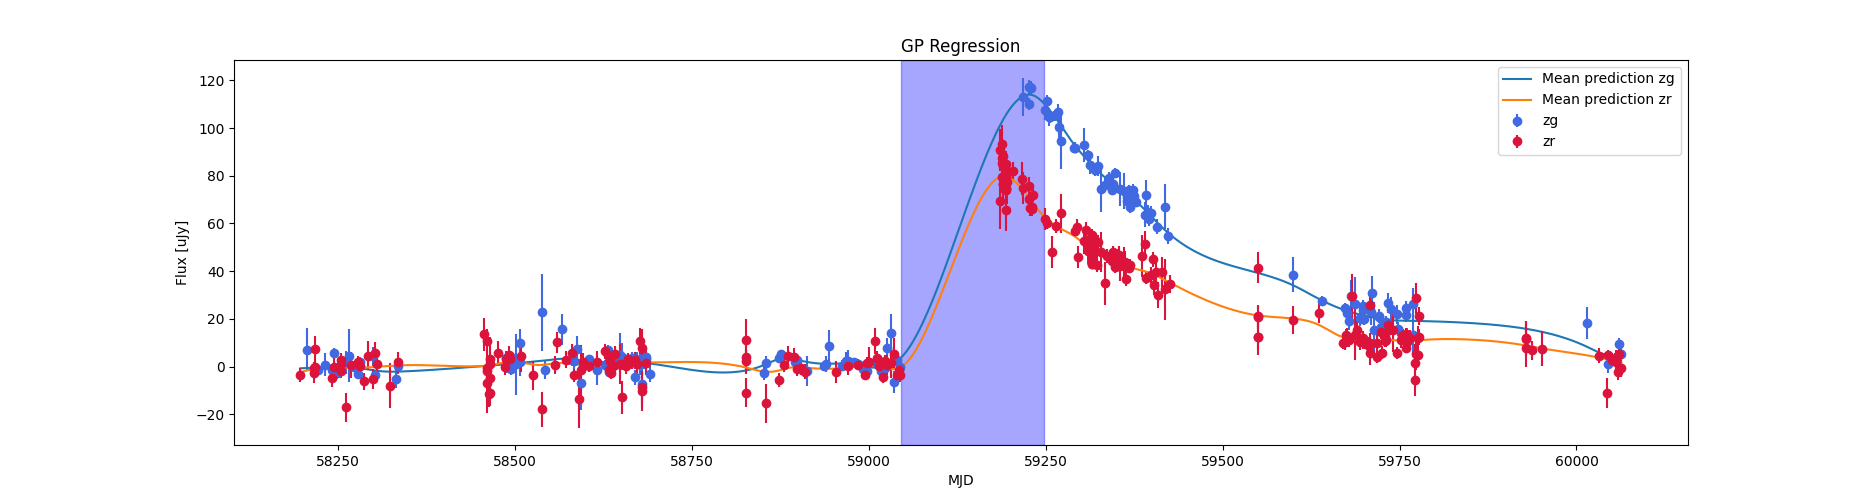 GP Regression
120
100
80
60
40
20
0
−20
Flux [uJy]
58250
58500
58750
59000
59250
59500
59750
60000
MJD
Mean prediction zg
Mean prediction zr
zg
zr